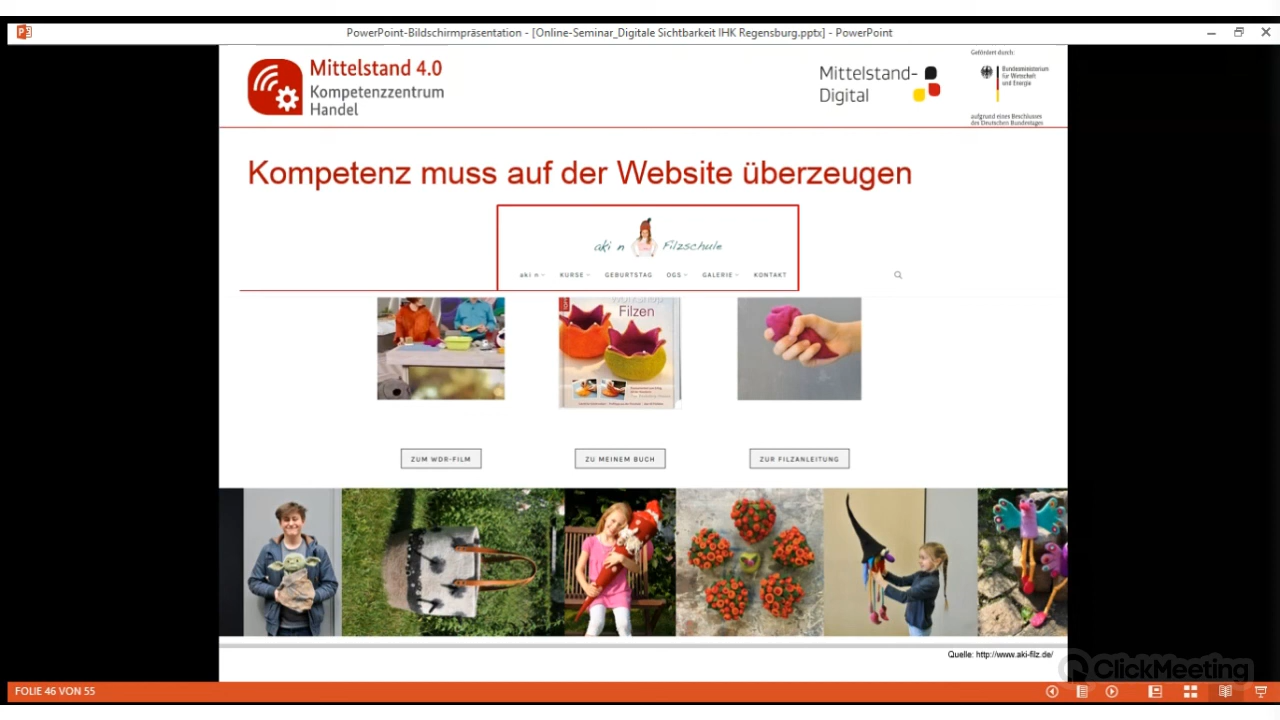 PowerPoint-Bildschirmpräsentation - [Online-Seminar_Digitale Sichtbarkeit IHK Regensburg.pptx] - PowerPoint
Mittelstand 4.0
Kompetenzzentrum
Handel
Mittelstand-
Digital
Gefördert durch:
Bundesministerium
für Wirtschaft
und Energie
aufgrund eines Beschlusses
des Deutschen Bundestages
Kompetenz muss auf der Website überzeugen
aki n Filzschule
aki n KURSE GEBURTSTAG OGS GALERIE KONTAKT
Workshop
Filzen
ZUM WDR-FILM
ZU MEINEM BUCH
ZUR FILZANLEITUNG
Quelle: http://www.aki-filz.de/
ClickMeeting
FOLIE 46 VON 55